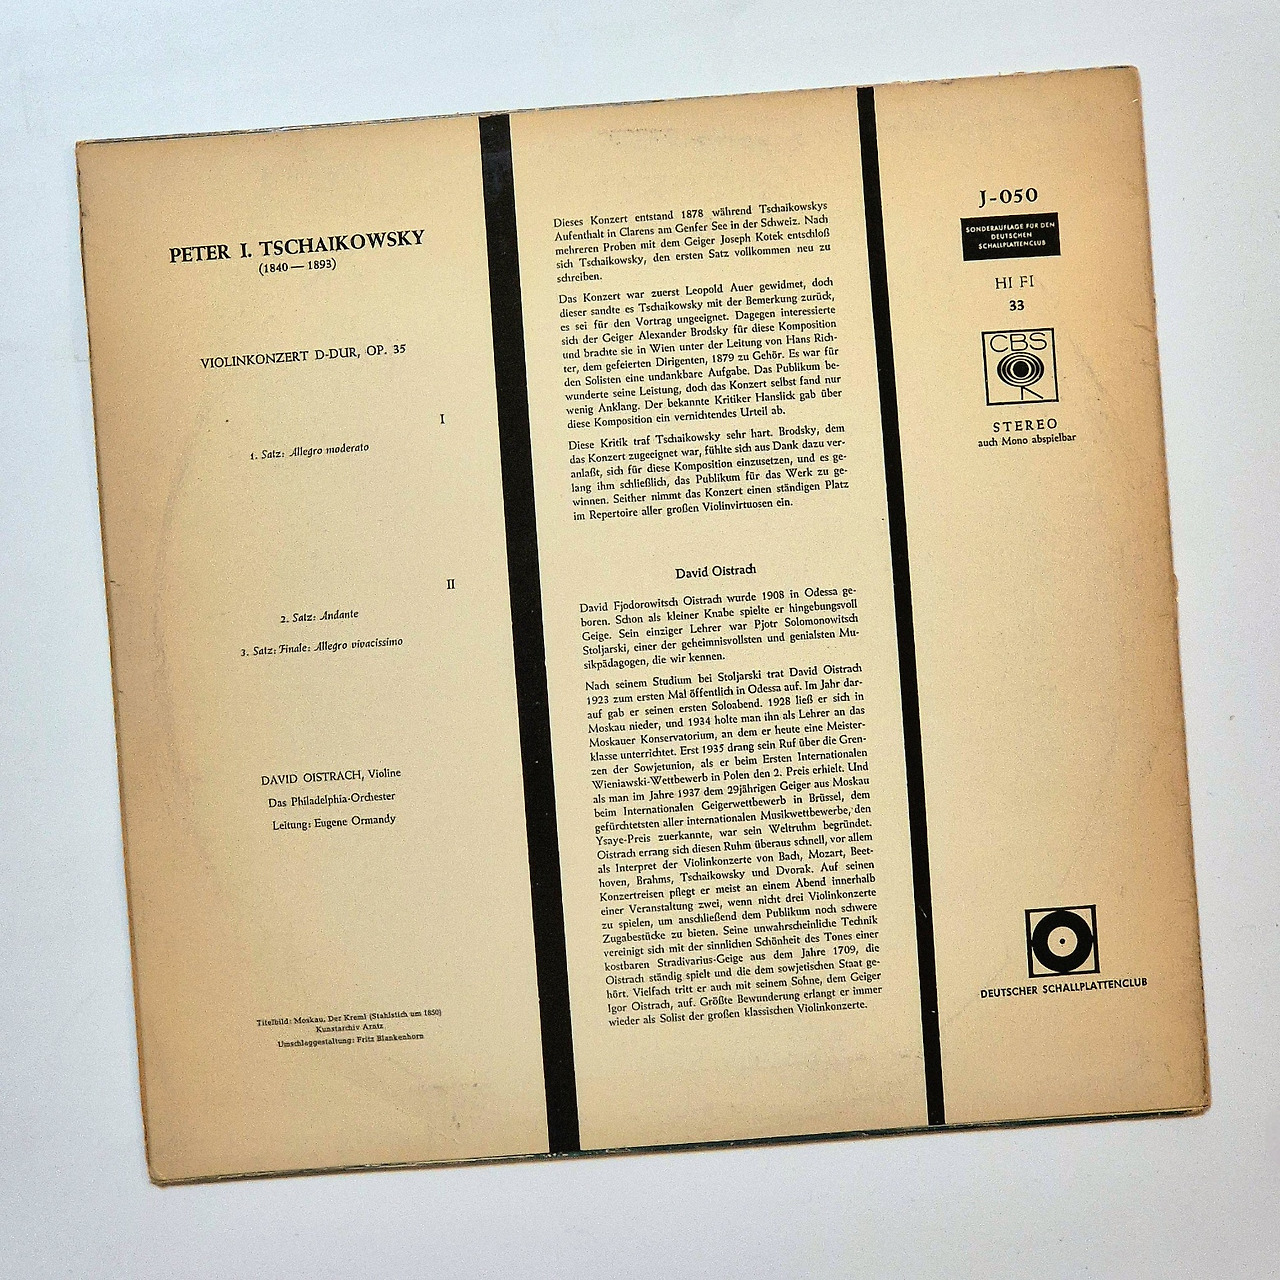 PETER I. TSCHAIKOWSKY
(1840 — 1893)
VIOLINKONZERT D-DUR, OP. 35
I
1. Satz: Allegro moderato
II
2. Satz: Andante
3. Satz: Finale: Allegro vivacissimo
DAVID OISTRACH, Violine
Das Philadelphia-Orchester
Leitung: Eugene Ormandy
Titelbild: Moskau, Der Kreml (Stahlstich um 1850)
Kunstarchiv Arntz
Umschlaggestaltung: Fritz Blankenhorn
Dieses Konzert entstand 1878 während Tschaikowskys
Aufenthalt in Clarens am Genfer See in der Schweiz. Nach
mehreren Proben mit dem Geiger Joseph Kotek entschloß
sich Tschaikowsky, den ersten Satz vollkommen neu zu
schreiben.
Das Konzert war zuerst Leopold Auer gewidmet, doch
dieser sandte es Tschaikowsky mit der Bemerkung zurück,
es sei für den Vortrag ungeeignet. Dagegen interessierte
sich der Geiger Alexander Brodsky für diese Komposition
und brachte sie in Wien unter der Leitung von Hans Rich-
ter, dem gefeierten Dirigenten, 1879 zu Gehör. Es war für
den Solisten eine undankbare Aufgabe. Das Publikum be-
wunderte seine Leistung, doch das Konzert selbst fand nur
wenig Anklang. Der bekannte Kritiker Hanslick gab über
diese Komposition ein vernichtendes Urteil ab.
Diese Kritik traf Tschaikowsky sehr hart. Brodsky, dem
das Konzert zugeeignet war, fühlte sich aus Dank dazu ver-
anlaßt, sich für diese Komposition einzusetzen, und es ge-
lang ihm schließlich, das Publikum für das Werk zu ge-
winnen. Seither nimmt das Konzert einen ständigen Platz
im Repertoire aller großen Violinvirtuosen ein.
David Oistrach
David Fjodorowitsch Oistrach wurde 1908 in Odessa ge-
boren. Schon als kleiner Knabe spielte er hingebungsvoll
Geige. Sein einziger Lehrer war Pjotr Solomonowitsch
Stoljarski, einer der geheimnisvollsten und genialsten Mu-
sikpädagogen, die wir kennen.
Nach seinem Studium bei Stoljarski trat David Oistrach
1923 zum ersten Mal öffentlich in Odessa auf. Im Jahr dar-
auf gab er seinen ersten Soloabend. 1928 ließ er sich in
Moskau nieder, und 1934 holte man ihn als Lehrer an das
Moskauer Konservatorium, an dem er heute eine Meister-
klasse unterrichtet. Erst 1935 drang sein Ruf über die Gren-
zen der Sowjetunion, als er beim Ersten Internationalen
Wieniawski-Wettbewerb in Polen den 2. Preis erhielt. Und
als man im Jahre 1937 dem 29jährigen Geiger aus Moskau
beim Internationalen Geigerwettbewerb in Brüssel, dem
gefürchtetsten aller internationalen Musikwettbewerbe, den
Ysaye-Preis zuerkannte, war sein Weltruhm begründet.
Oistrach errang sich diesen Ruhm überaus schnell, vor allem
als Interpret der Violinkonzerte von Bach, Mozart, Beet-
hoven, Brahms, Tschaikowsky und Dvorak. Auf seinen
Konzertreisen pflegt er meist an einem Abend innerhalb
einer Veranstaltung zwei, wenn nicht drei Violinkonzerte
zu spielen, um anschließend dem Publikum noch schwere
Zugabestücke zu bieten. Seine unwahrscheinliche Technik
vereinigt sich mit der sinnlichen Schönheit des Tones einer
kostbaren Stradivarius-Geige aus dem Jahre 1709, die
Oistrach ständig spielt und die dem sowjetischen Staat ge-
hört. Vielfach tritt er auch mit seinem Sohne, dem Geiger
Igor Oistrach, auf. Größte Bewunderung erlangt er immer
wieder als Solist der großen klassischen Violinkonzerte.
J-050
SONDERAUFLAGE FÜR DEN
DEUTSCHEN
SCHALLPLATTENCLUB
HI FI
33
CBS
STEREO
auch Mono abspielbar
DEUTSCHER SCHALLPLATTENCLUB